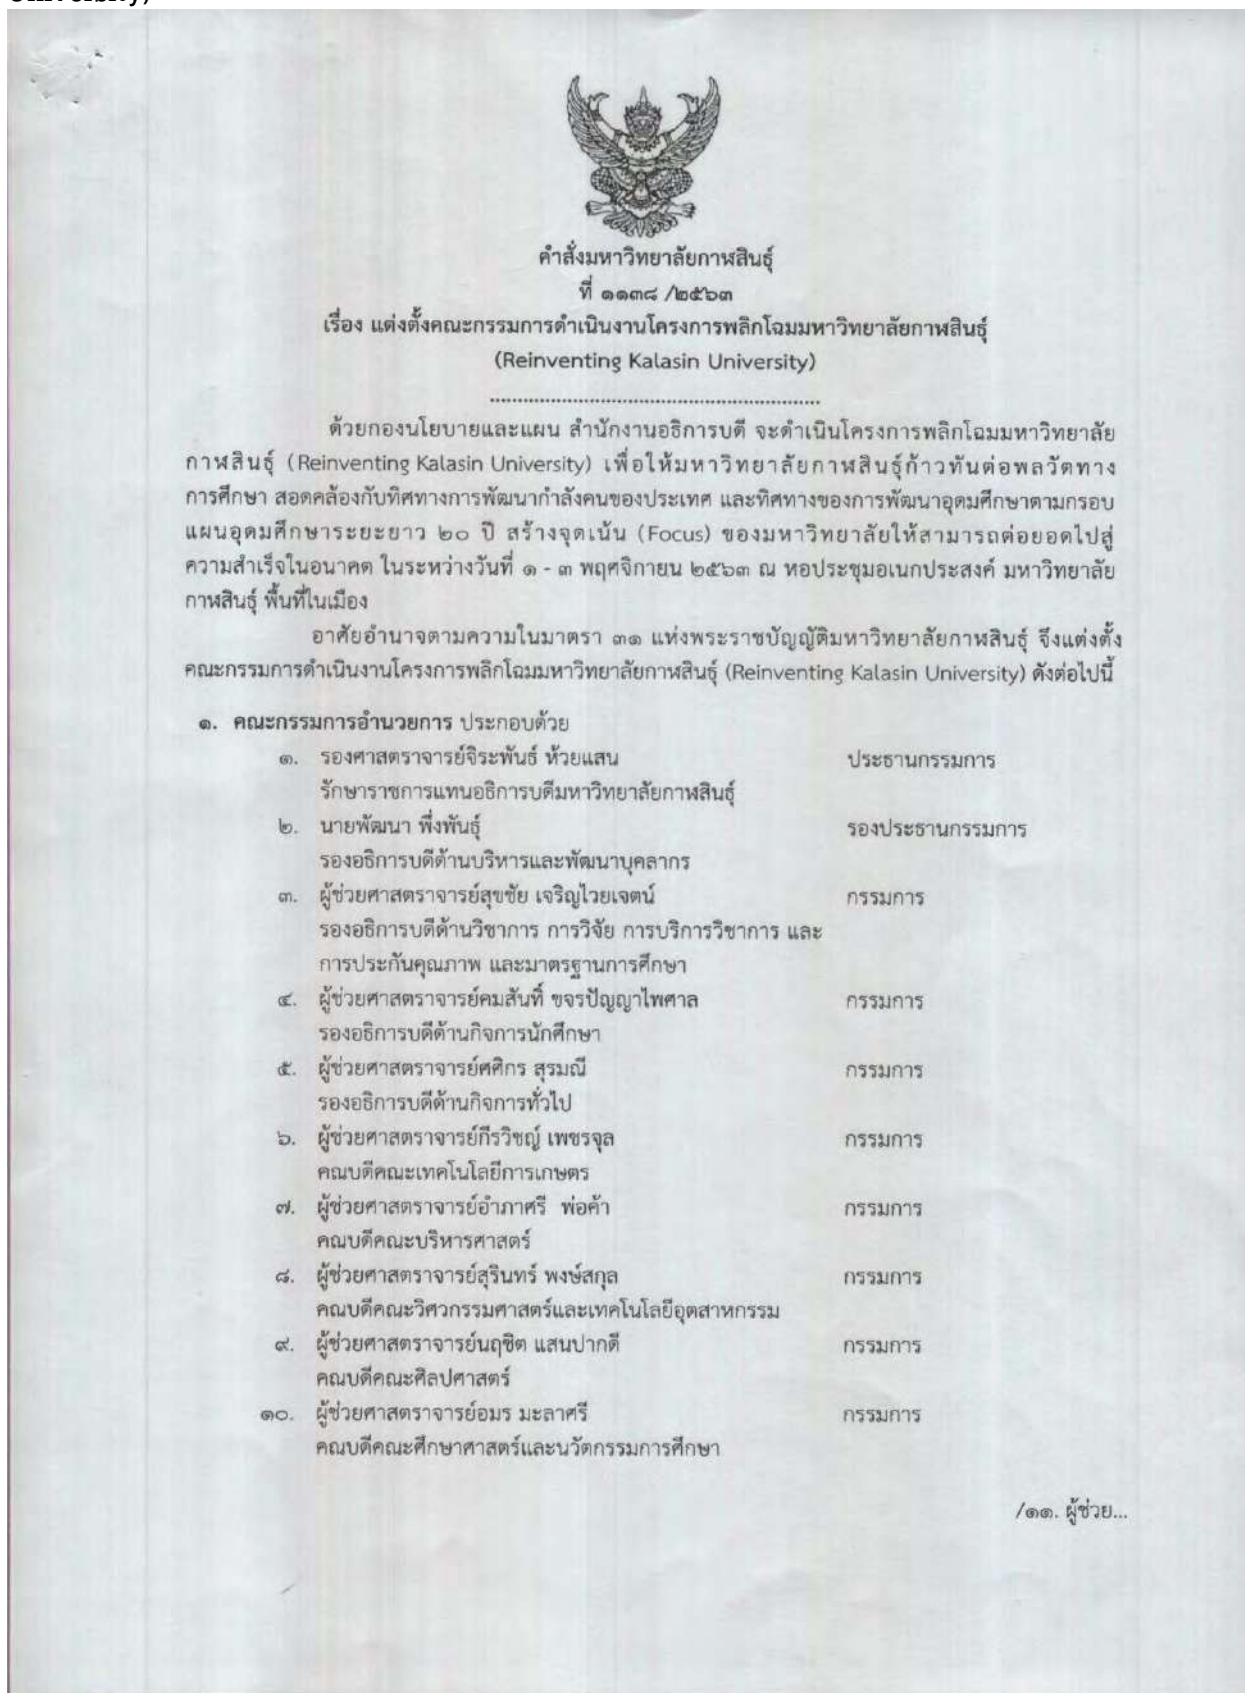 คำสั่งมหาวิทยาลัยกาฬสินธุ์
ที่ ๑๑๓๘ /๒๕๖๓
เรื่อง แต่งตั้งคณะกรรมการดำเนินงานโครงการพลิกโฉมมหาวิทยาลัยกาฬสินธุ์
(Reinventing Kalasin University)
ด้วยกองนโยบายและแผน สำนักงานอธิการบดี จะดำเนินโครงการพลิกโฉมมหาวิทยาลัย
กาฬสินธุ์ (Reinventing Kalasin University) เพื่อให้มหาวิทยาลัยกาฬสินธุ์ก้าวทันต่อพลวัตทาง
การศึกษา สอดคล้องกับทิศทางการพัฒนากำลังคนของประเทศ และทิศทางของการพัฒนาอุดมศึกษาตามกรอบ
แผนอุดมศึกษาระยะยาว ๒๐ ปี สร้างจุดเน้น (Focus) ของมหาวิทยาลัยให้สามารถต่อยอดไปสู่
ความสำเร็จในอนาคต ในระหว่างวันที่ ๑ - ๓ พฤศจิกายน ๒๕๖๓ ณ หอประชุมอเนกประสงค์ มหาวิทยาลัย
กาฬสินธุ์ พื้นที่ในเมือง
อาศัยอำนาจตามความในมาตรา ๓๑ แห่งพระราชบัญญัติมหาวิทยาลัยกาฬสินธุ์ จึงแต่งตั้ง
คณะกรรมการดำเนินงานโครงการพลิกโฉมมหาวิทยาลัยกาฬสินธุ์ (Reinventing Kalasin University) ดังต่อไปนี้
๑. คณะกรรมการอำนวยการ ประกอบด้วย
๑. รองศาสตราจารย์จิระพันธ์ ห้วยแสน ประธานกรรมการ
รักษาราชการแทนอธิการบดีมหาวิทยาลัยกาฬสินธุ์
๒. นายพัฒนา พึ่งพันธุ์ รองประธานกรรมการ
รองอธิการบดีด้านบริหารและพัฒนาบุคลากร
๓. ผู้ช่วยศาสตราจารย์สุขชัย เจริญไวยเจตน์ กรรมการ
รองอธิการบดีด้านวิชาการ การวิจัย การบริการวิชาการ และ
การประกันคุณภาพ และมาตรฐานการศึกษา
๔. ผู้ช่วยศาสตราจารย์คมสันทิ์ ขจรปัญญาไพศาล กรรมการ
รองอธิการบดีด้านกิจการนักศึกษา
๕. ผู้ช่วยศาสตราจารย์ศศิกร สุรมณี กรรมการ
รองอธิการบดีด้านกิจการทั่วไป
๖. ผู้ช่วยศาสตราจารย์กีรวิชญ์ เพชรจุล กรรมการ
คณบดีคณะเทคโนโลยีการเกษตร
๗. ผู้ช่วยศาสตราจารย์อำภาศรี พ่อค้า กรรมการ
คณบดีคณะบริหารศาสตร์
๘. ผู้ช่วยศาสตราจารย์สุรินทร์ พงษ์สกุล กรรมการ
คณบดีคณะวิศวกรรมศาสตร์และเทคโนโลยีอุตสาหกรรม
๙. ผู้ช่วยศาสตราจารย์นฤชิต แสนปากดี กรรมการ
คณบดีคณะศิลปศาสตร์
๑๐. ผู้ช่วยศาสตราจารย์อมร มะลาศรี กรรมการ
คณบดีคณะศึกษาศาสตร์และนวัตกรรมการศึกษา
/๑๑. ผู้ช่วย...